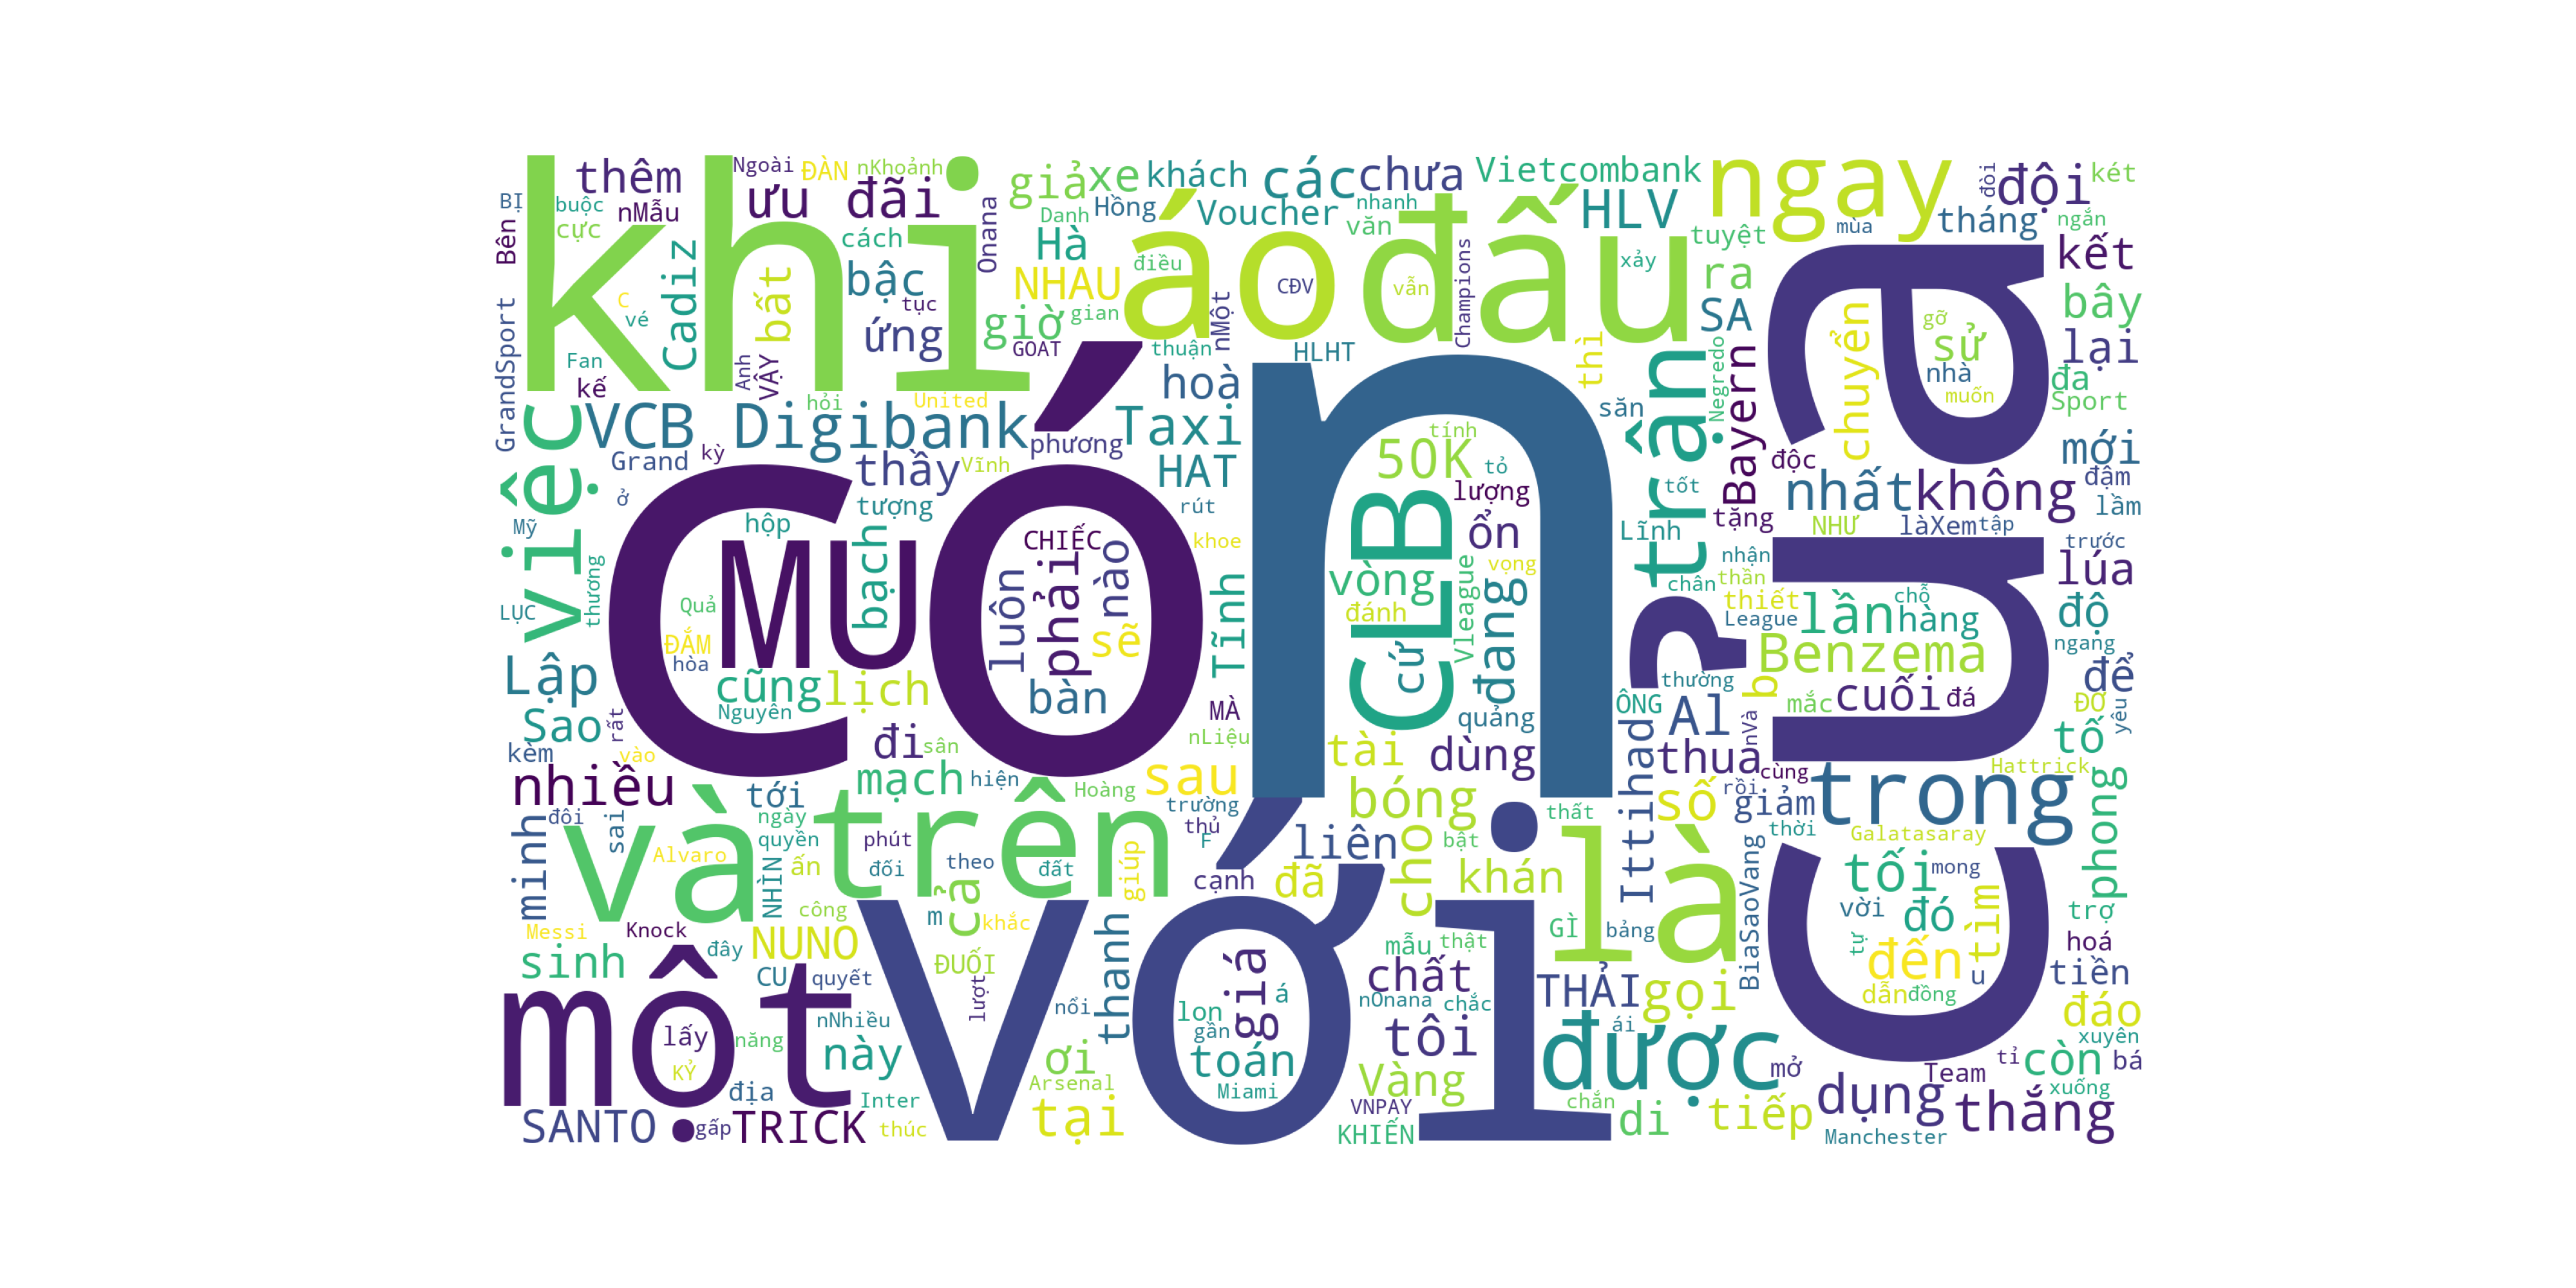 khi
có
n
của
với
áo
đấu
ngay
một
và
trên
là
trong
được
việc
trận
MU
CLB
P
VCB Digibank
ưu đãi
thêm
nMẫu
Ngoài
ĐÀN
nKhoảnh
BỊ
buộc
cực
Bên
GrandSport
C
vé
Fan
kế
Cadiz
Anh
VẬY
bất
cách
bậc
tục
ứng
Onana
giả
xe
khách
các
chưa
Vietcombank
Danh
Hồng
Voucher
nhanh
văn
HLV
Hà
NHAU
điều
giờ
gian
nMột
GOAT
thuận
HLHT
CĐV
vẫn
Champions
xảy
tuyệt
ra
SA
mùa
tháng
đòi
đội
két
ngắn
kết
bây
lại
đa
Sport
mới
đậm
lầm
thì
săn
Negredo
Bayern
chuyển
gỡ
sử
nhà
muốn
độc
nhất
không
tặng
NHƯ
làXem
tập
trước
lúa
hỏi
United
phương
Taxi
hoà
HAT
Grand
kỳ
thầy
Vĩnh
tượng
rút
ở
Mỹ
thương
LỤC
hộp
bạch
CHIẾC
khoe
luôn
phải
nào
sẽ
bàn
Tĩnh
Quả
ĐẮM
hòa
cũng
lịch
Nguyên
MÀ
nLiệu
50K
tính
tỏ
lượng
ổn
vòng
đánh
cứ
Vleague
vọng
đang
quảng
tốt
Lĩnh
chân
nhận
thần
thiết
League
lần
chỗ
hàng
Benzema
b
mắc
cuối
đá
thưởng
ÔNG
Al
Ittihad
thua
nVà
độ
ngang
để
ĐƠ
yêu
tố
Hattrick
phong
Lập
Sao
rất
kém
vào
nhiều
đôi
minh
sai
đi
sân
mạch
hiện
Hoàng
sau
trường
thủ
F
tới
ngày
quyền
phút
ấn
đối
theo
đất
giúp
Alvaro
NHÌN
công
m
cả
khắc
tài
dùng
bóng
liên
cạnh
đã
cho
bật
khán
thất
số
cùng
rồi
giảm
thời
BiaSaoVang
Galatasaray
tối
mong
vời
đó
tự
đến
tìm
dẫn
đồng
u
trợ
hoá
tiền
đáo
xuyên
Messi
Knock
sinh
đây
NUNO
CU
quyết
ĐUỐI
lượt
nổi
thanh
lấy
KỶ
năng
nNhiều
này
địa
Inter
SANTO
gấp
TRICK
thúc
ơi
Arsenal
tại
lon
gần
giá
á
toán
Miami
mẫu
thật
chất
nOnana
chắc
tôi
Vàng
VNPAY
KHIẾN
GÌ
bảng
THẢI
gọi
ái
mở
chắn
di
tiếp
dụng
Team
Manchester
thắng
tỉ
còn
bá
xuống